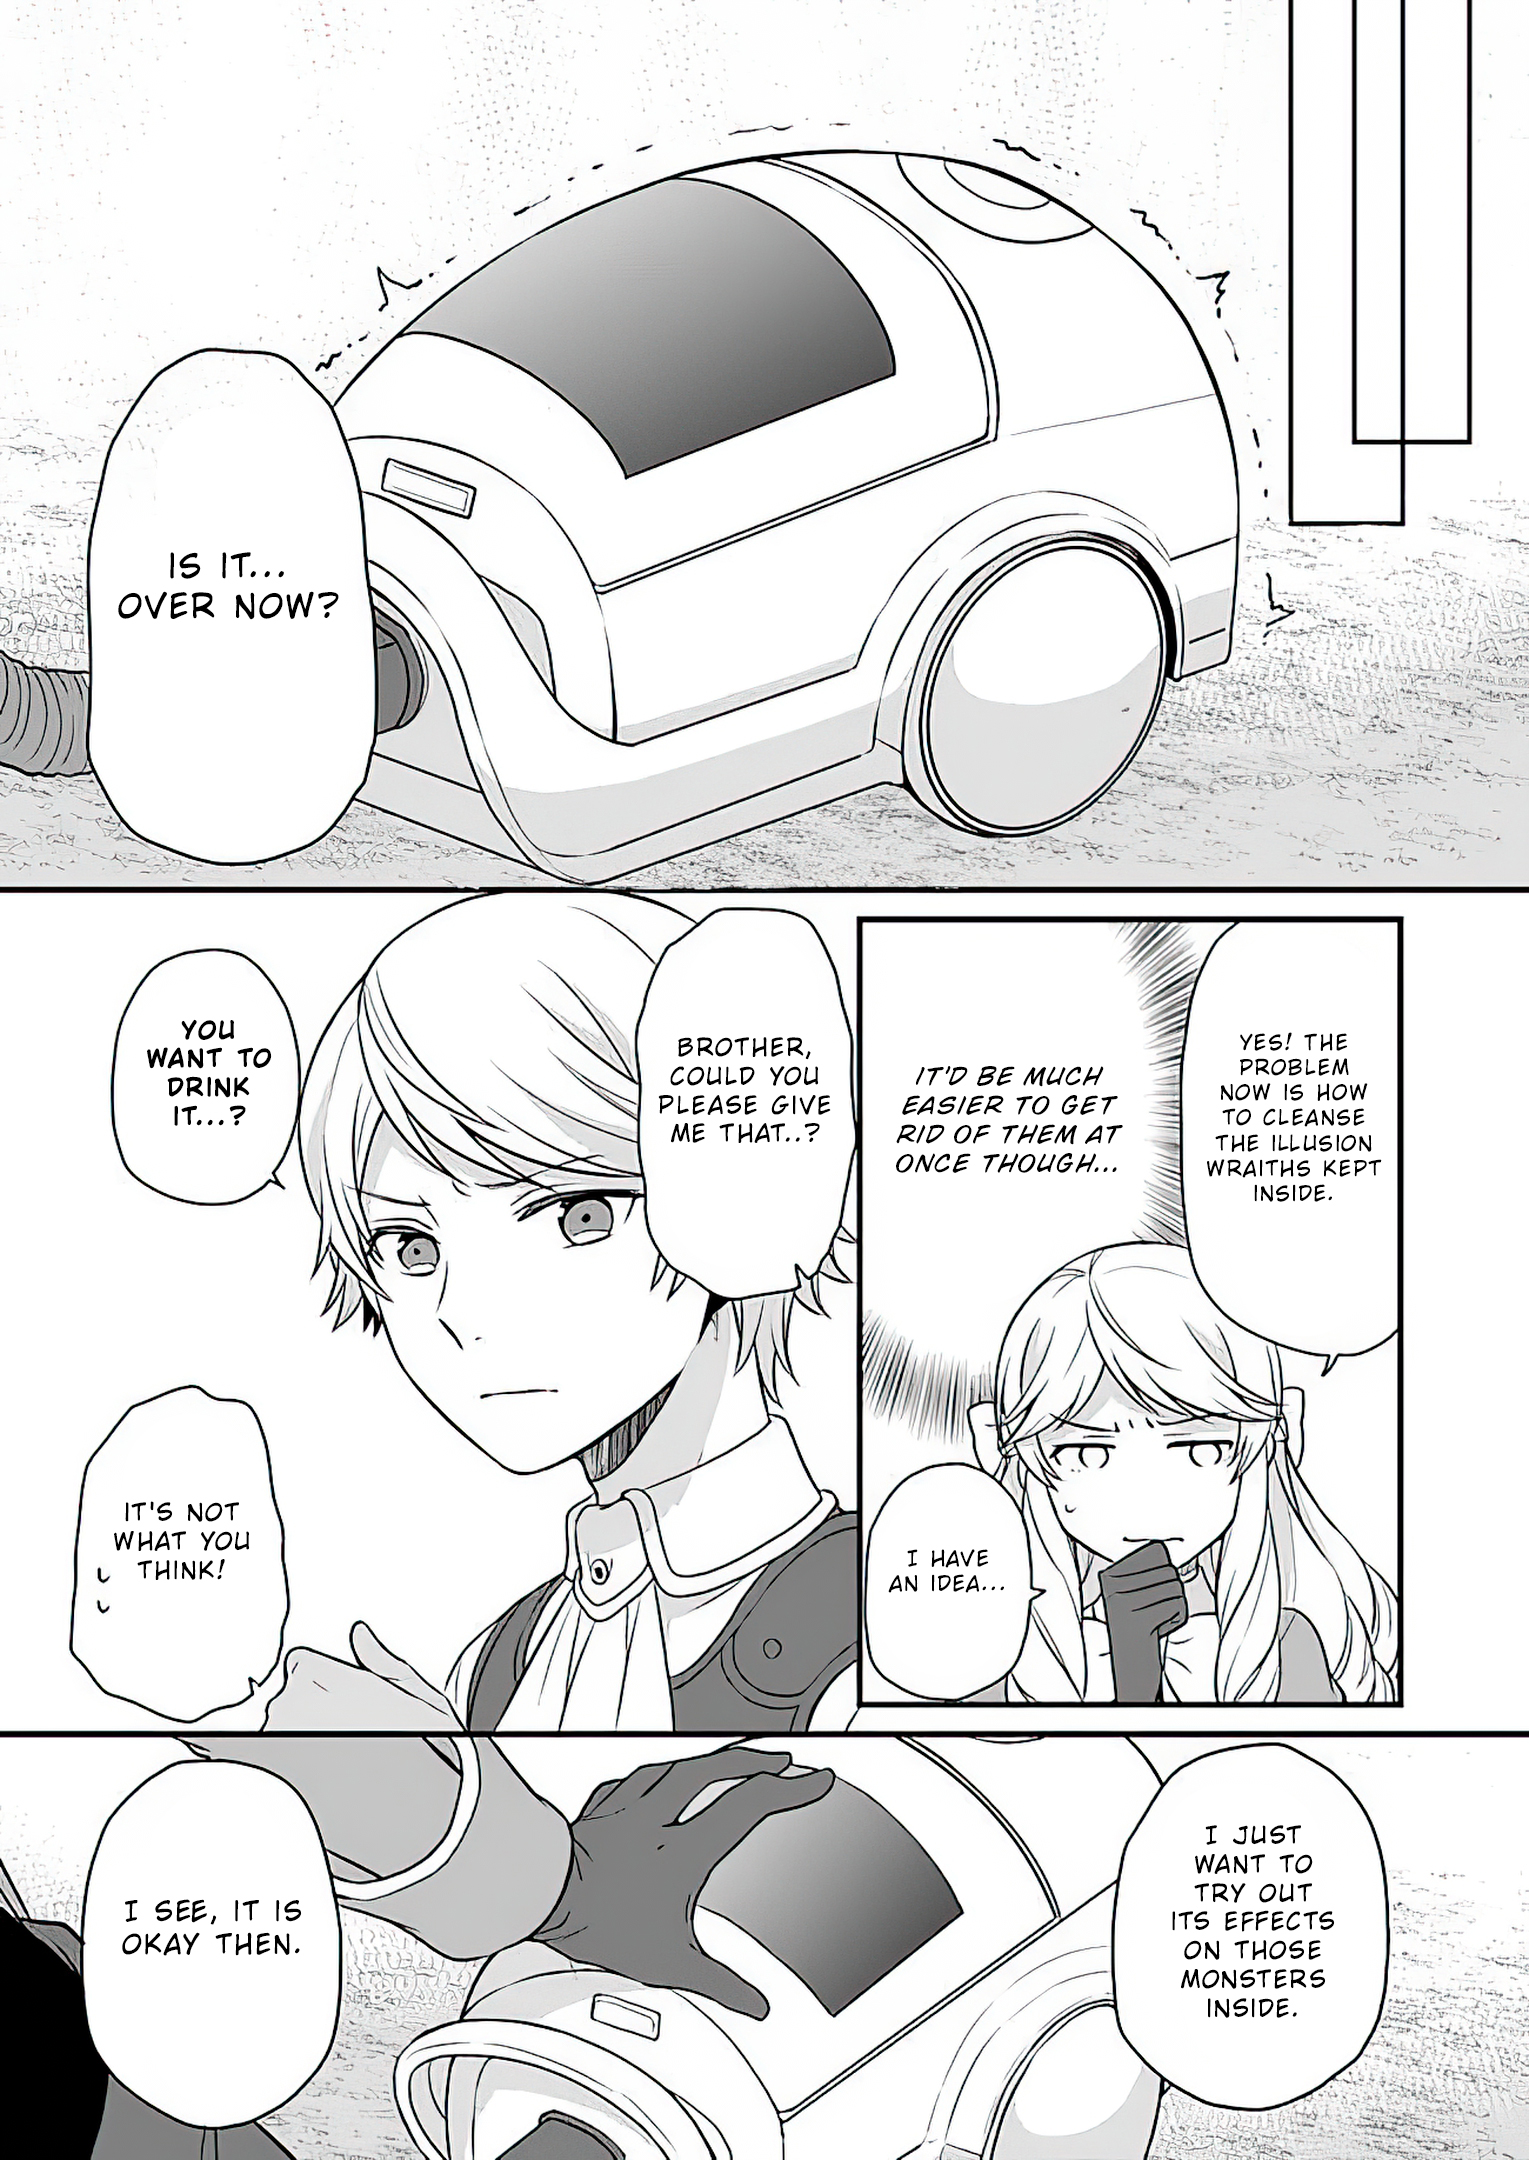 IS IT...
OVER NOW?
YES! THE
PROBLEM
NOW IS HOW
TO CLEANSE
THE ILLUSION
WRAITHS KEPT
INSIDE.
IT'D BE MUCH
EASIER TO GET
RID OF THEM AT
ONCE THOUGH...
I HAVE
AN IDEA...
BROTHER,
COULD YOU
PLEASE GIVE
ME THAT..?
YOU
WANT TO
DRINK
IT...?
IT'S NOT
WHAT YOU
THINK!
I JUST
WANT TO
TRY OUT
ITS EFFECTS
ON THOSE
MONSTERS
INSIDE.
I SEE, IT IS
OKAY THEN.